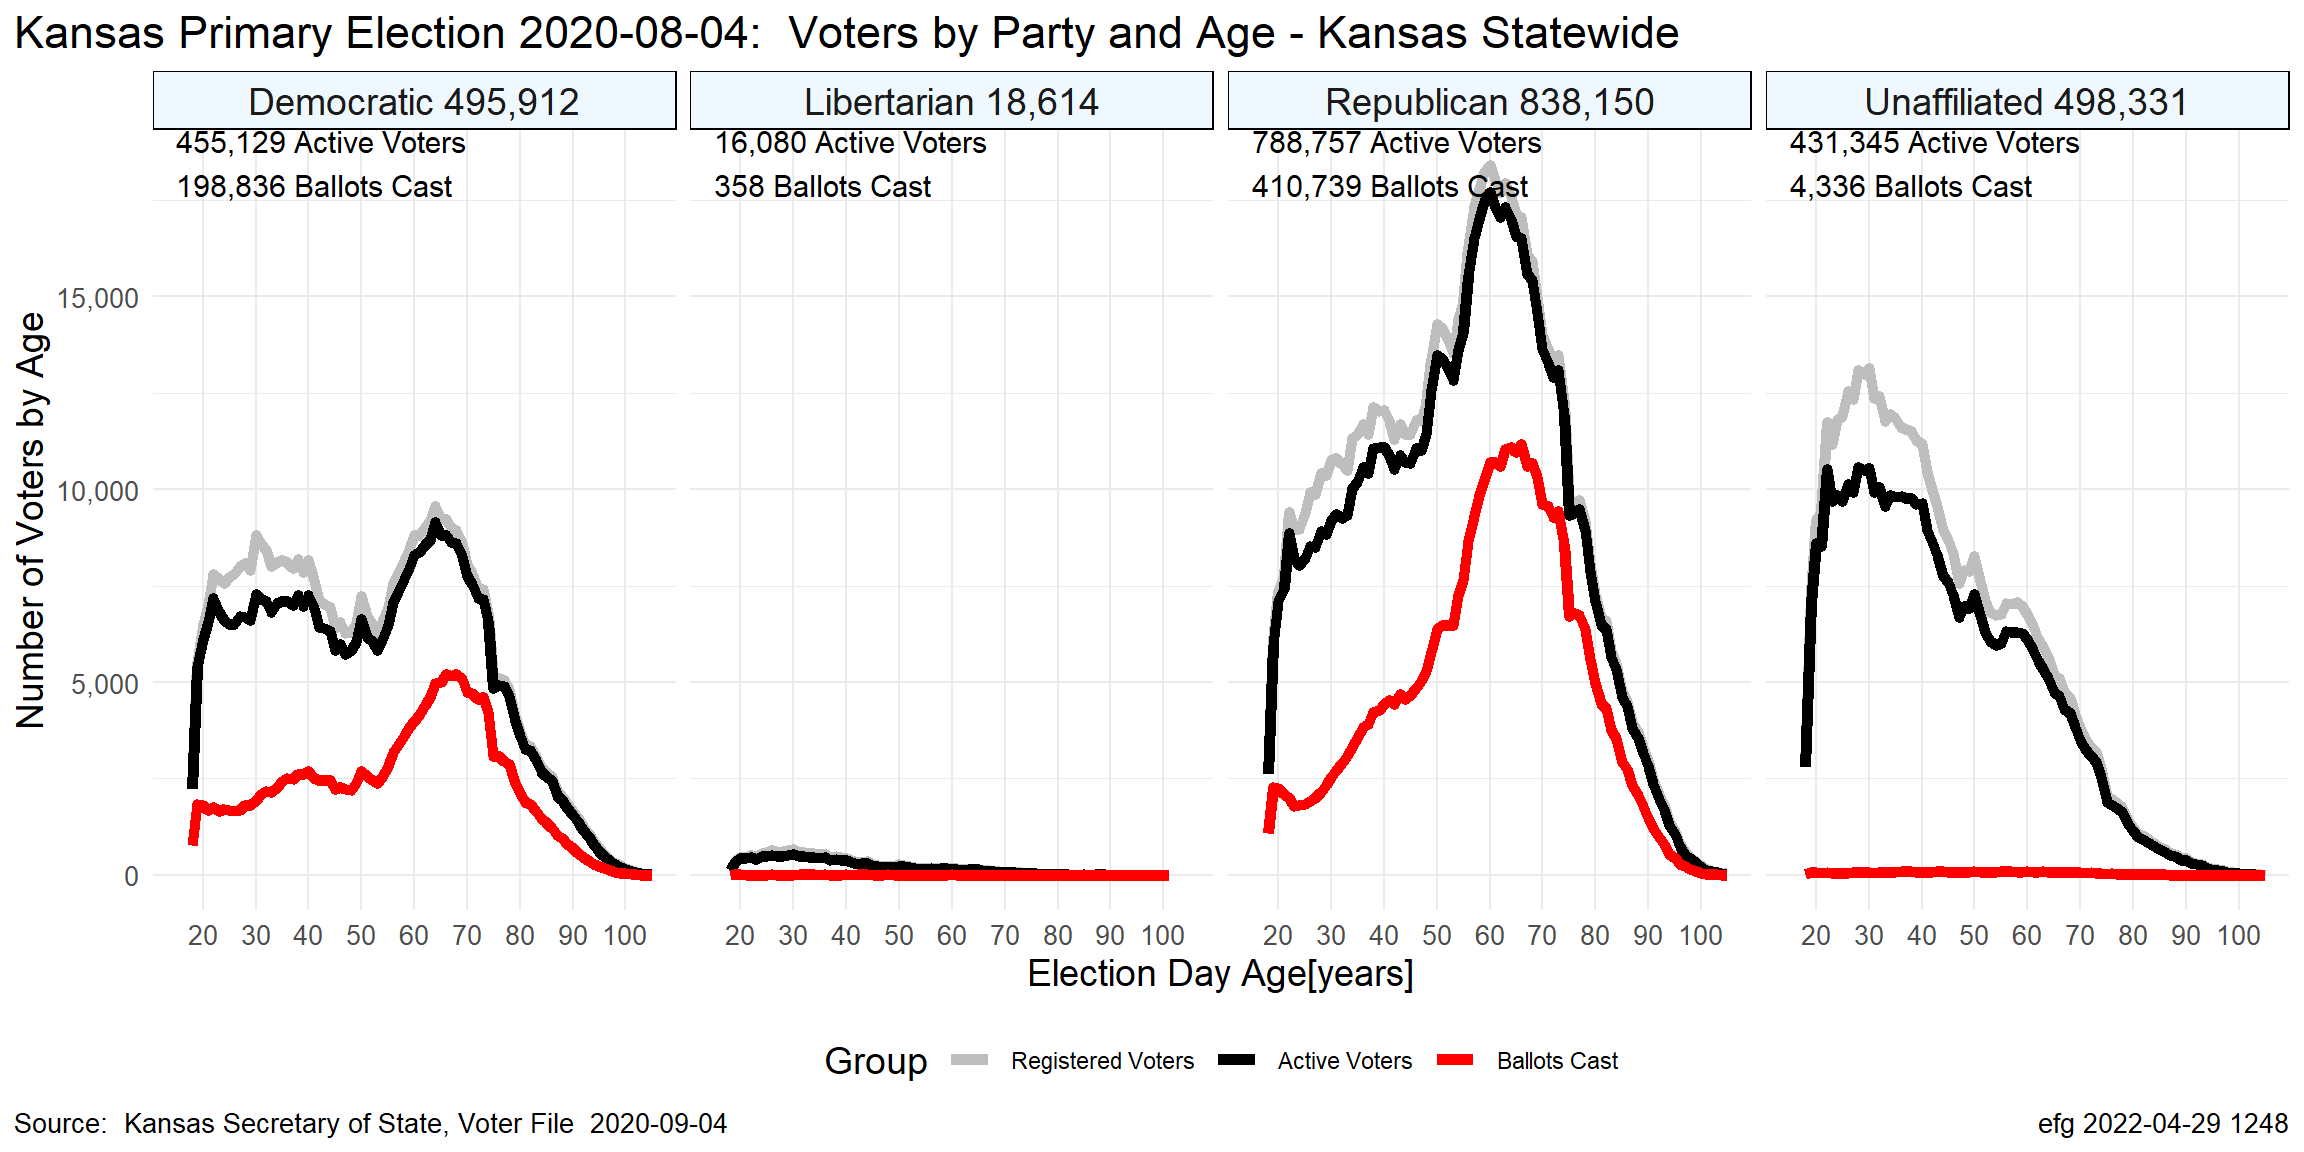 Kansas Primary Election 2020-08-04:  Voters by Party and Age - Kansas Statewide
Democratic 495,912
Libertarian 18,614
Republican 838,150
Unaffiliated 498,331
455,129 Active Voters
198,836 Ballots Cast
16,080 Active Voters
358 Ballots Cast
788,757 Active Voters
410,739 Ballots Cast
431,345 Active Voters
4,336 Ballots Cast
Number of Voters by Age
15,000
10,000
5,000
0
20 30 40 50 60 70 80 90 100
20 30 40 50 60 70 80 90 100
20 30 40 50 60 70 80 90 100
20 30 40 50 60 70 80 90 100
Election Day Age[years]
Group Registered Voters Active Voters Ballots Cast
Source:  Kansas Secretary of State, Voter File  2020-09-04
efg 2022-04-29 1248